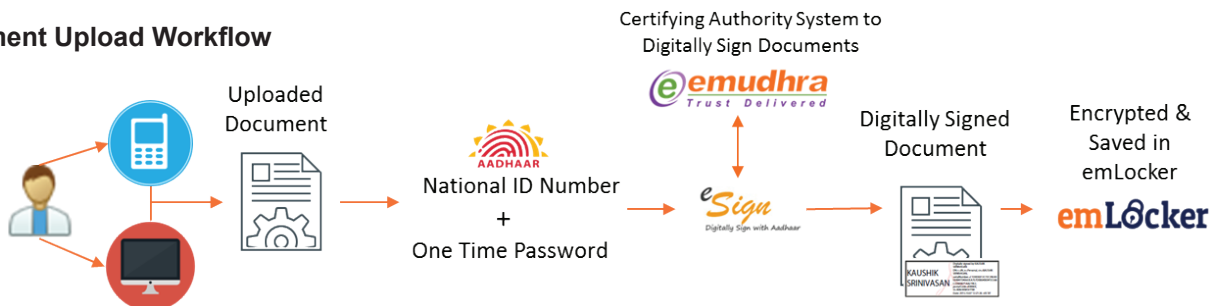 ment Upload Workflow
Certifying Authority System to
Digitally Sign Documents
emudhra
Trust Delivered
Uploaded
Document
AADHAAR
National ID Number
+
One Time Password
eSign
Digitally Sign with Aadhaar
Digitally Signed
Document
KAUSHIK
SRINIVASAN
Encrypted &
Saved in
emLocker
emLocker